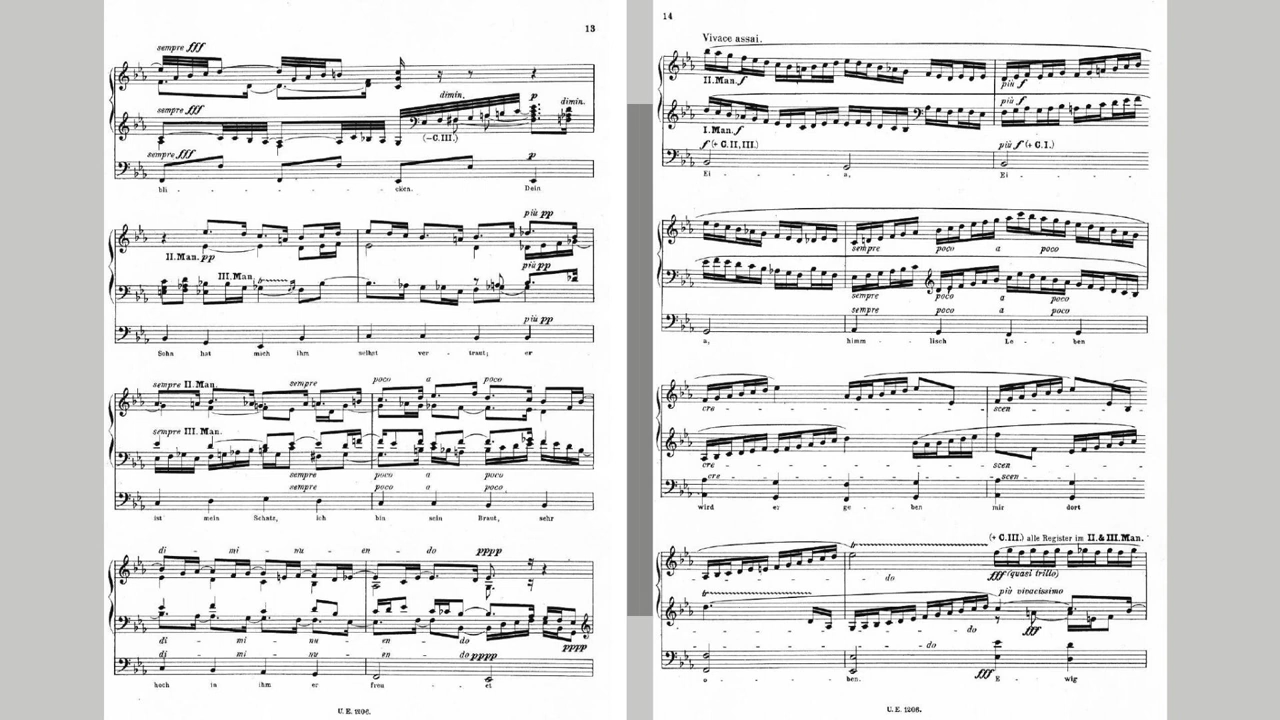 13
sempre fff
sempre fff
dimin.
p
dimin.
(–C.III.)
sempre fff
p
bli - - - - cken. Dein
più pp
II. Man. pp
III. Man.
più pp
più pp
Sohn hat mich ihm selbst ver - traut; er
sempre II. Man. sempre poco a poco
sempre III. Man.
sempre poco a poco
sempre poco a poco
ist mein Schatz, ich bin sein Braut, sehr
di - mi - nu - en - do pppp
di - mi - nu - en - do pppp
di - mi - nu - en - do pppp
hoch in ihm er freu - - et
U. E. 1206.
14
Vivace assai.
II. Man. f
più f
più f
I. Man. f
f (+ C. II, III.)
più f (+ C. I.)
Ei - - a, Ei - -
sempre poco a poco
sempre poco a poco
sempre poco a poco
a, himm - lisch Le - ben
cre - - - - scen - - -
cre - - - - scen - - -
cre - - - - scen - - -
wird er ge - ben mir dort
(+ C. III.) alle Register im II. & III. Man.
tr
do
fff (quasi trillo)
tr
più vivacissimo
do
fff
do
fff
o - - ben. E - wig
U. E. 1206.